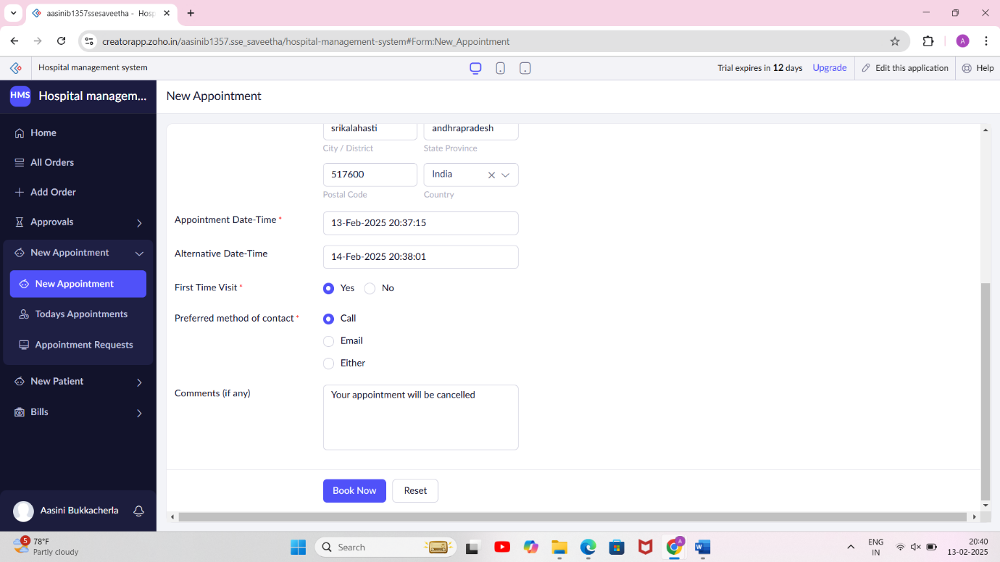 aasinib1357ssesaveetha - Hosp
creatorapp.zoho.in/aasinib1357.sse_saveetha/hospital-management-system#Form:New_Appointment
A
Hospital management system
Trial expires in 12 days
Upgrade
Edit this application
Help
HMS
Hospital managem...
New Appointment
Home
All Orders
Add Order
Approvals
New Appointment
New Appointment
Todays Appointments
Appointment Requests
New Patient
Bills
Aasini Bukkacherla
srikalahasti
andhrapradesh
City / District
State Province
517600
India
Postal Code
Country
Appointment Date-Time *
13-Feb-2025 20:37:15
Alternative Date-Time
14-Feb-2025 20:38:01
First Time Visit *
Yes
No
Preferred method of contact *
Call
Email
Either
Comments (if any)
Your appointment will be cancelled
Book Now
Reset
5
78°F
Partly cloudy
Search
A
W
ENG
IN
20:40
13-02-2025